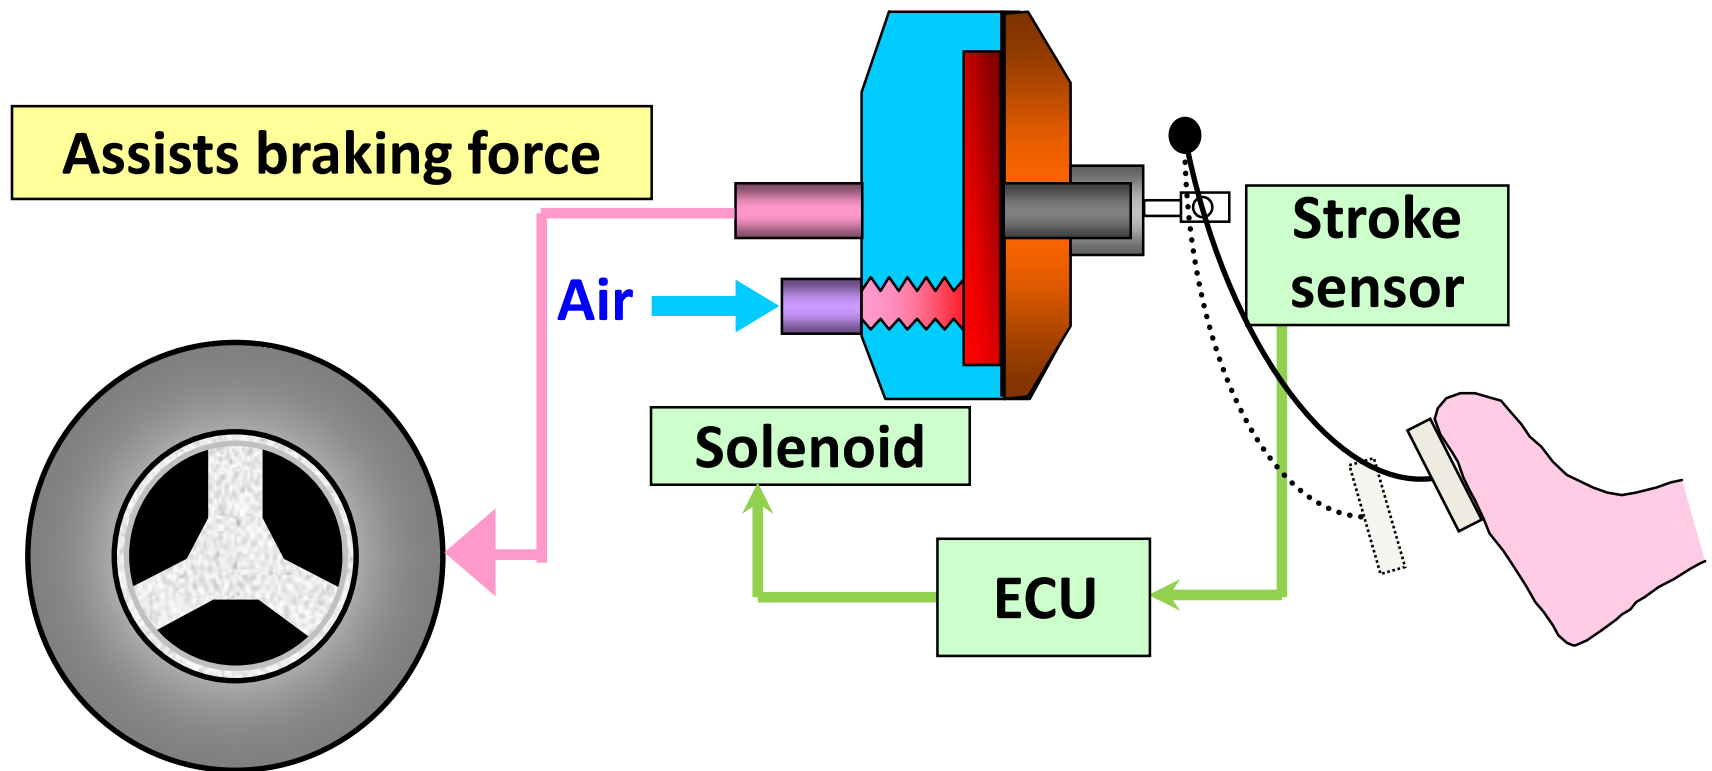 Assists braking force
Stroke
sensor
Air
Solenoid
ECU